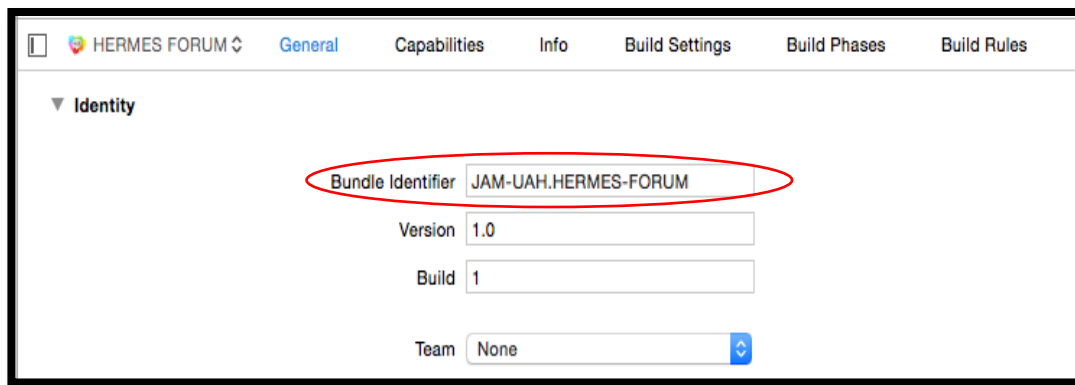 HERMES FORUM General Capabilities Info Build Settings Build Phases Build Rules
Identity
Bundle Identifier JAM-UAH.HERMES-FORUM
Version 1.0
Build 1
Team None